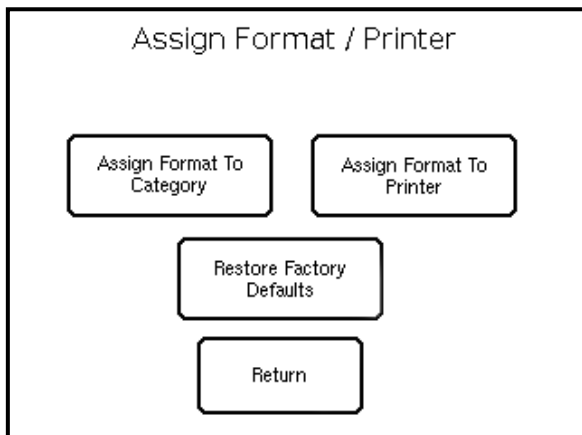 Assign Format / Printer
Assign Format To
Category
Assign Format To
Printer
Restore Factory
Defaults
Return